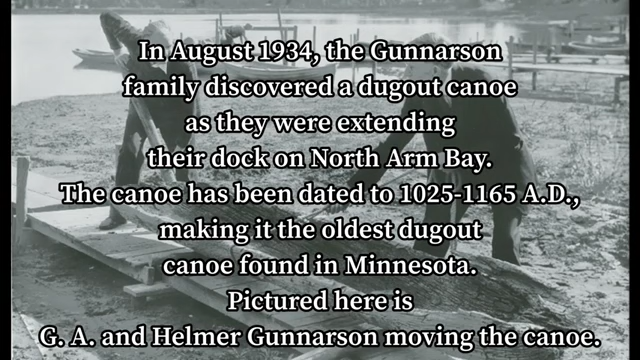 In August 1934, the Gunnarson
family discovered a dugout canoe
as they were extending
their dock on North Arm Bay.
The canoe has been dated to 1025-1165 A.D.,
making it the oldest dugout
canoe found in Minnesota.
Pictured here is
G. A. and Helmer Gunnarson moving the canoe.